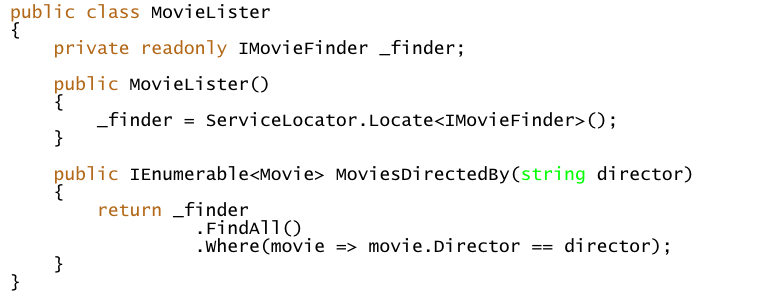 public class MovieLister
{
    private readonly IMovieFinder _finder;

    public MovieLister()
    {
        _finder = ServiceLocator.Locate<IMovieFinder>();
    }

    public IEnumerable<Movie> MoviesDirectedBy(string director)
    {
        return _finder
                 .FindAll()
                 .Where(movie => movie.Director == director);
    }
}